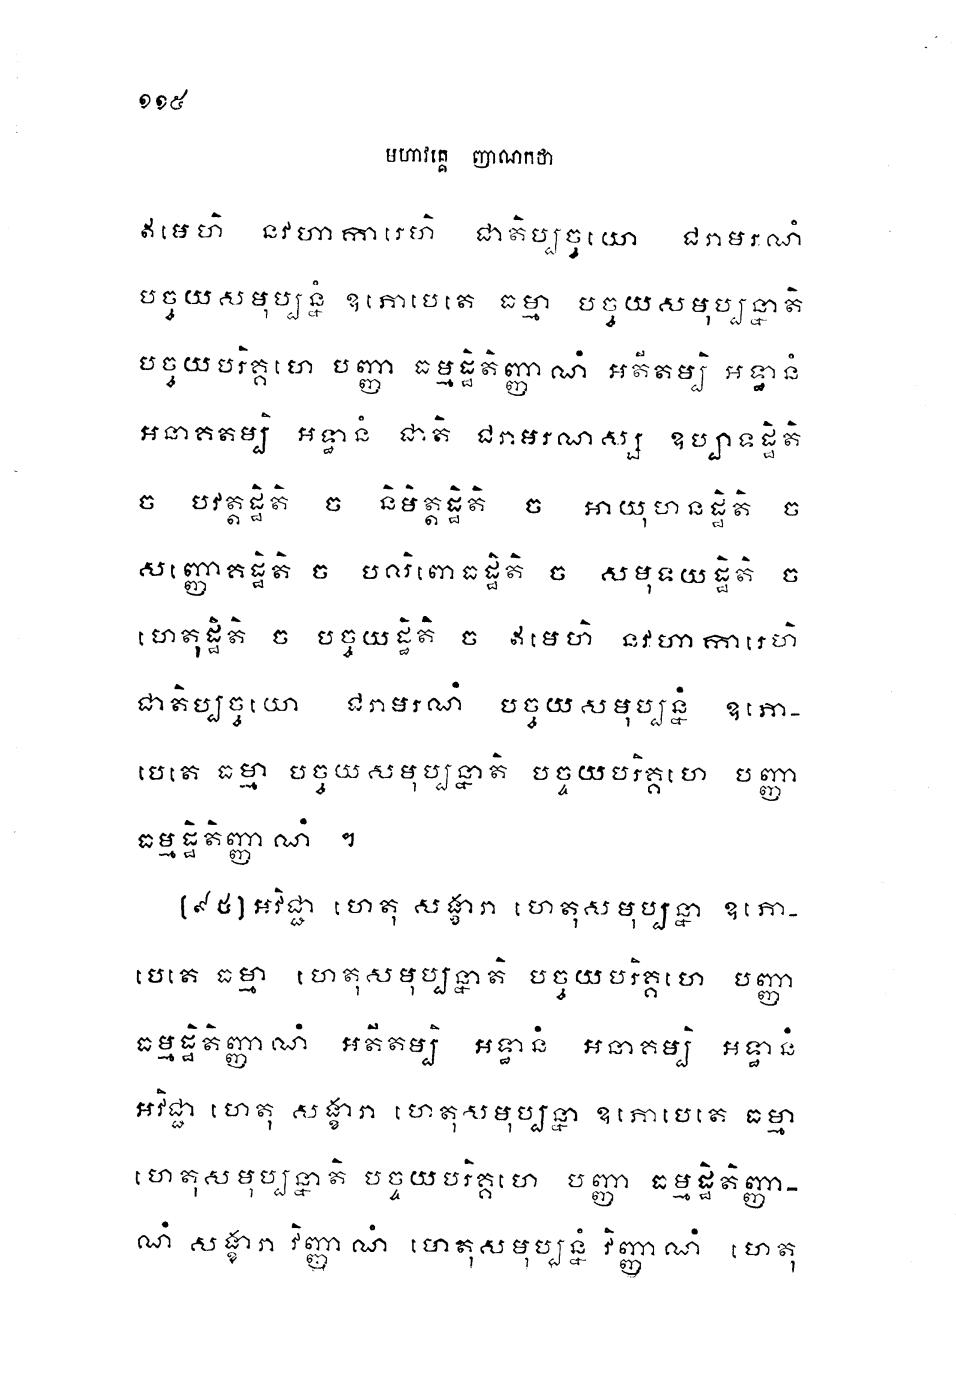 ១១៥
មហាវគ្គេ ញាណកថា
ឥមេហិ នវហាការេហិ ជាតិប្បច្ចយោ ជរាមរណំ
បច្ចយសមុប្បន្នំ ឧភោបេតេ ធម្មា បច្ចយសមុប្បន្នាតិ
បច្ចយបរិគ្គហេ បញ្ញា ធម្មដ្ឋិតិញ្ញាណំ អតីតម្បិ អទ្ធានំ
អនាគតម្បិ អទ្ធានំ ជាតិ ជរាមរណស្ស ឧប្បាទដ្ឋិតិ
ច បវត្តដ្ឋិតិ ច និមិត្តដ្ឋិតិ ច អាយុហនដ្ឋិតិ ច
សញ្ញោគដ្ឋិតិ ច បលិពោធដ្ឋិតិ ច សមុទយដ្ឋិតិ ច
ហេតុដ្ឋិតិ ច បច្ចយដ្ឋិតិ ច ឥមេហិ នវហាការេហិ
ជាតិប្បច្ចយោ ជរាមរណំ បច្ចយសមុប្បន្នំ ឧភោ-
បេតេ ធម្មា បច្ចយសមុប្បន្នាតិ បច្ចយបរិគ្គហេ បញ្ញា
ធម្មដ្ឋិតិញ្ញាណំ ។
[៩៥] អវិជ្ជា ហេតុ សង្ខារា ហេតុសមុប្បន្នា ឧភោ-
បេតេ ធម្មា ហេតុសមុប្បន្នាតិ បច្ចយបរិគ្គហេ បញ្ញា
ធម្មដ្ឋិតិញ្ញាណំ អតីតម្បិ អទ្ធានំ អនាគម្បិ អទ្ធានំ
អវិជ្ជា ហេតុ សង្ខារា ហេតុសមុប្បន្នា ឧភោបេតេ ធម្មា
ហេតុសមុប្បន្នាតិ បច្ចយបរិគ្គហេ បញ្ញា ធម្មដ្ឋិតិញ្ញា-
ណំ សង្ខារា វិញ្ញាណំ ហេតុសមុប្បន្នំ វិញ្ញាណំ ហេតុ